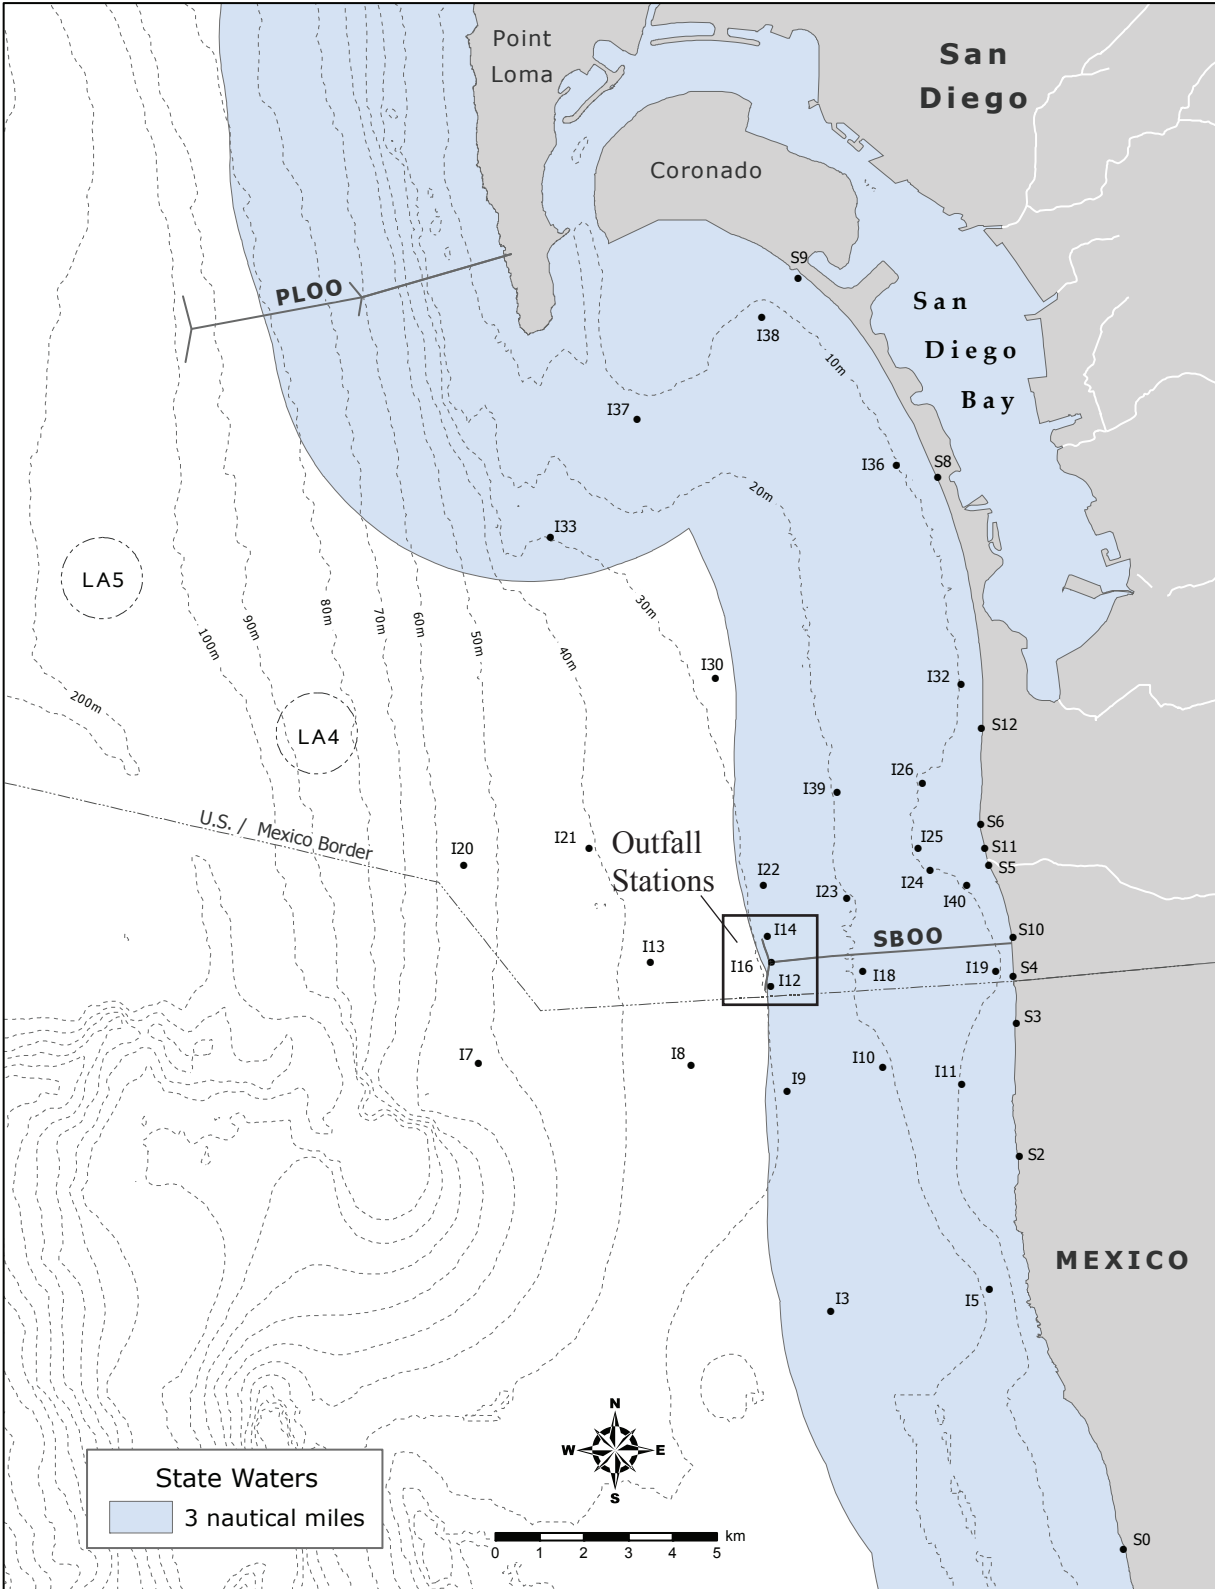 Point
Loma
San
Diego
Coronado
S9
PLOO
San
I38
Diego
10m
Bay
I37
I36
S8
20m
I33
LA5
30m
80m
70m
60m
90m
100m
50m
40m
I30
I32
200m
S12
LA4
I26
I39
U.S. / Mexico Border
S6
I21
Outfall
Stations
I25
S11
I20
S5
I24
I22
I40
I23
I14
SBOO
S10
I13
I16
I18
I19
S4
I12
S3
I7
I8
I10
I9
I11
S2
MEXICO
I3
I5
N
W E
S
State Waters
3 nautical miles
km
0 1 2 3 4 5
S0